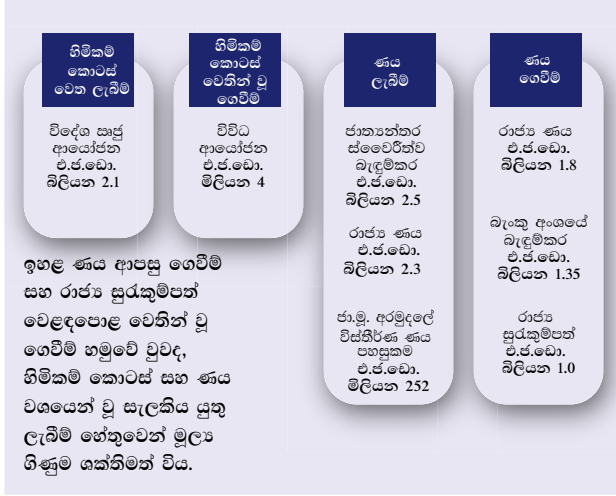 හිමිකම්
කොටස්
වෙත ලැබීම්
විදේශ ඍජු
ආයෝජන
එ.ජ.ඩො.
බිලියන 2.1
හිමිකම්
කොටස්
වෙතින් වූ
ගෙවීම්
විවිධ
ආයෝජන
එ.ජ.ඩො.
මිලියන 4
ණය
ලැබීම්
ජාත්‍යන්තර
ස්වෛරීත්ව
බැඳුම්කර
එ.ජ.ඩො.
බිලියන 2.5
රාජ්‍ය ණය
එ.ජ.ඩො.
බිලියන 2.3
ජා.මූ. අරමුදලේ
විස්තීර්ණ ණය
පහසුකම
එ.ජ.ඩො.
මිලියන 252
ණය
ගෙවීම්
රාජ්‍ය ණය
එ.ජ.ඩො.
බිලියන 1.8
බැංකු අංශයේ
බැඳුම්කර
එ.ජ.ඩො.
බිලියන 1.35
රාජ්‍ය
සුරැකුම්පත්
එ.ජ.ඩො.
බිලියන 1.0
ඉහළ ණය ආපසු ගෙවීම්
සහ රාජ්‍ය සුරැකුම්පත්
වෙළඳපොළ වෙතින් වූ
ගෙවීම් හමුවේ වුවද,
හිමිකම් කොටස් සහ ණය
වශයෙන් වූ සැලකිය යුතු
ලැබීම් හේතුවෙන් මූල්‍ය
ගිණුම ශක්තිමත් විය.